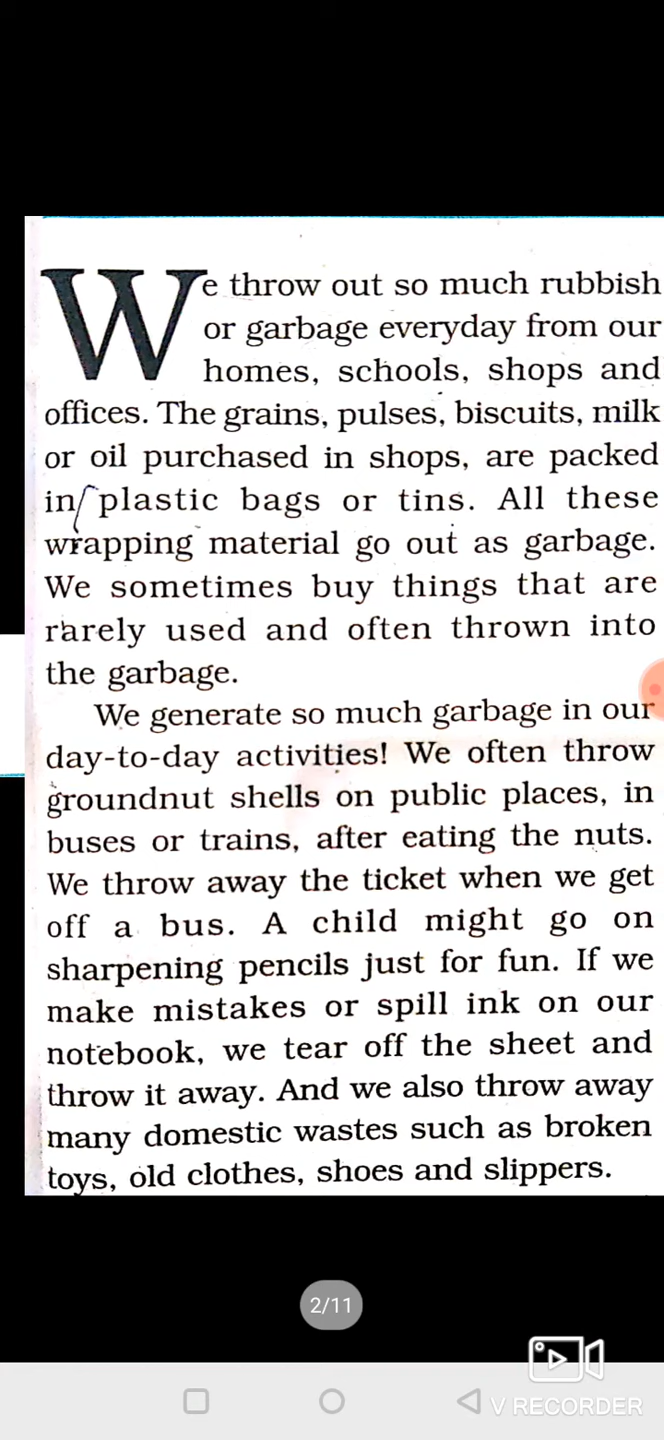 We throw out so much rubbish
or garbage everyday from our
homes, schools, shops and
offices. The grains, pulses, biscuits, milk
or oil purchased in shops, are packed
in plastic bags or tins. All these
wrapping material go out as garbage.
We sometimes buy things that are
rarely used and often thrown into
the garbage.
We generate so much garbage in our
day-to-day activities! We often throw
groundnut shells on public places, in
buses or trains, after eating the nuts.
We throw away the ticket when we get
off a bus. A child might go on
sharpening pencils just for fun. If we
make mistakes or spill ink on our
notebook, we tear off the sheet and
throw it away. And we also throw away
many domestic wastes such as broken
toys, old clothes, shoes and slippers.
2/11
V RECORDER